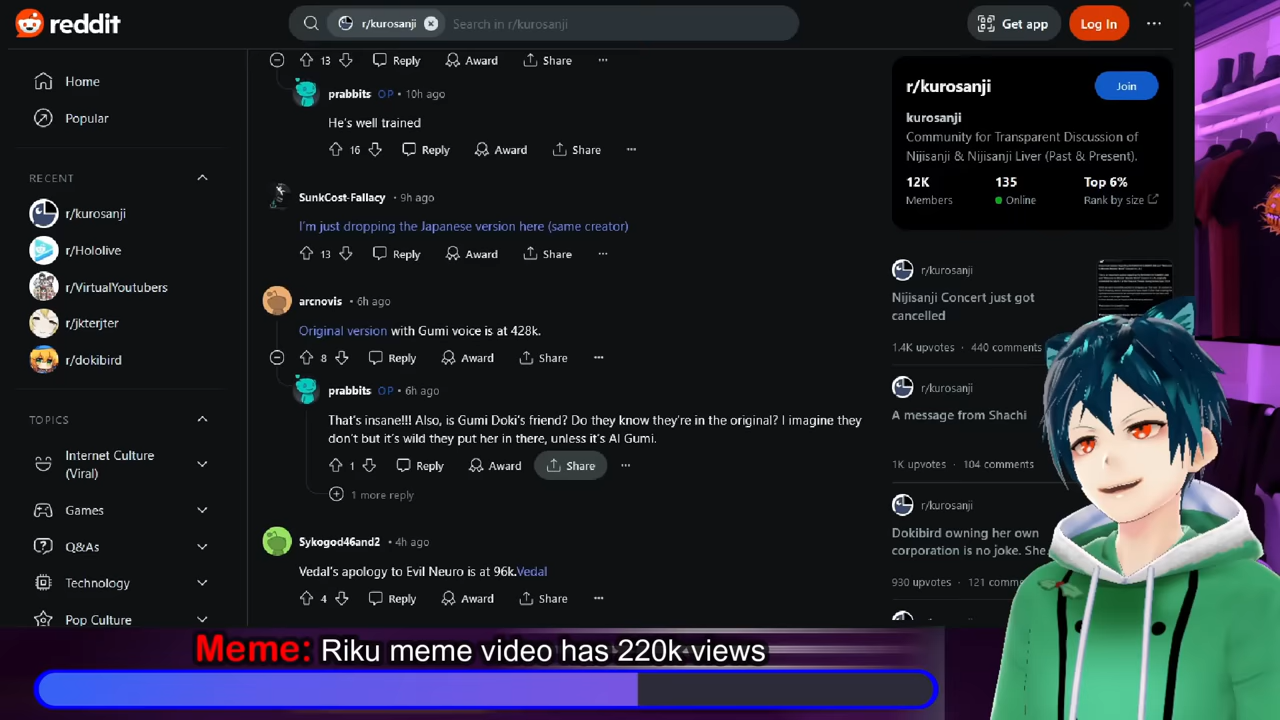 reddit
r/kurosanji
Search in r/kurosanji
Get app
Log In
Home
Popular
RECENT
r/kurosanji
r/Hololive
r/VirtualYoutubers
r/jkterjter
r/dokibird
TOPICS
Internet Culture
(Viral)
Games
Q&As
Technology
Pop Culture
13
Reply
Award
Share
prabbits OP • 10h ago
He's well trained
16
Reply
Award
Share
SunkCost-Fallacy • 9h ago
I'm just dropping the Japanese version here (same creator)
13
Reply
Award
Share
arcnovis • 6h ago
Original version with Gumi voice is at 428k.
8
Reply
Award
Share
prabbits OP • 6h ago
That's insane!!! Also, is Gumi Doki's friend? Do they know they're in the original? I imagine they
don't but it's wild they put her in there, unless it's AI Gumi.
1
Reply
Award
Share
1 more reply
Sykogod46and2 • 4h ago
Vedal's apology to Evil Neuro is at 96k.Vedal
4
Reply
Award
Share
r/kurosanji
Join
kurosanji
Community for Transparent Discussion of
Nijisanji & Nijisanji Liver (Past & Present).
12K
135
Top 6%
Members
Online
Rank by size
r/kurosanji
Nijisanji Concert just got
cancelled
1.4K upvotes • 440 comments
r/kurosanji
A message from Shachi
1K upvotes • 104 comments
r/kurosanji
Dokibird owning her own
corporation is no joke. She
930 upvotes • 121
Meme: Riku meme video has 220k views